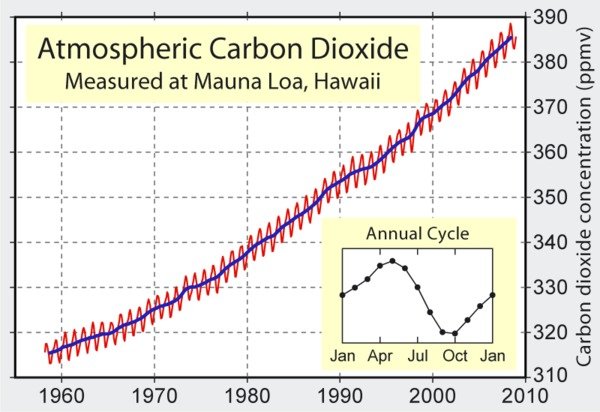 Atmospheric Carbon Dioxide
Measured at Mauna Loa, Hawaii
390
380
370
360
350
340
330
320
310
Carbon dioxide concentration (ppmv)
Annual Cycle
Jan Apr Jul Oct Jan
1960 1970 1980 1990 2000 2010